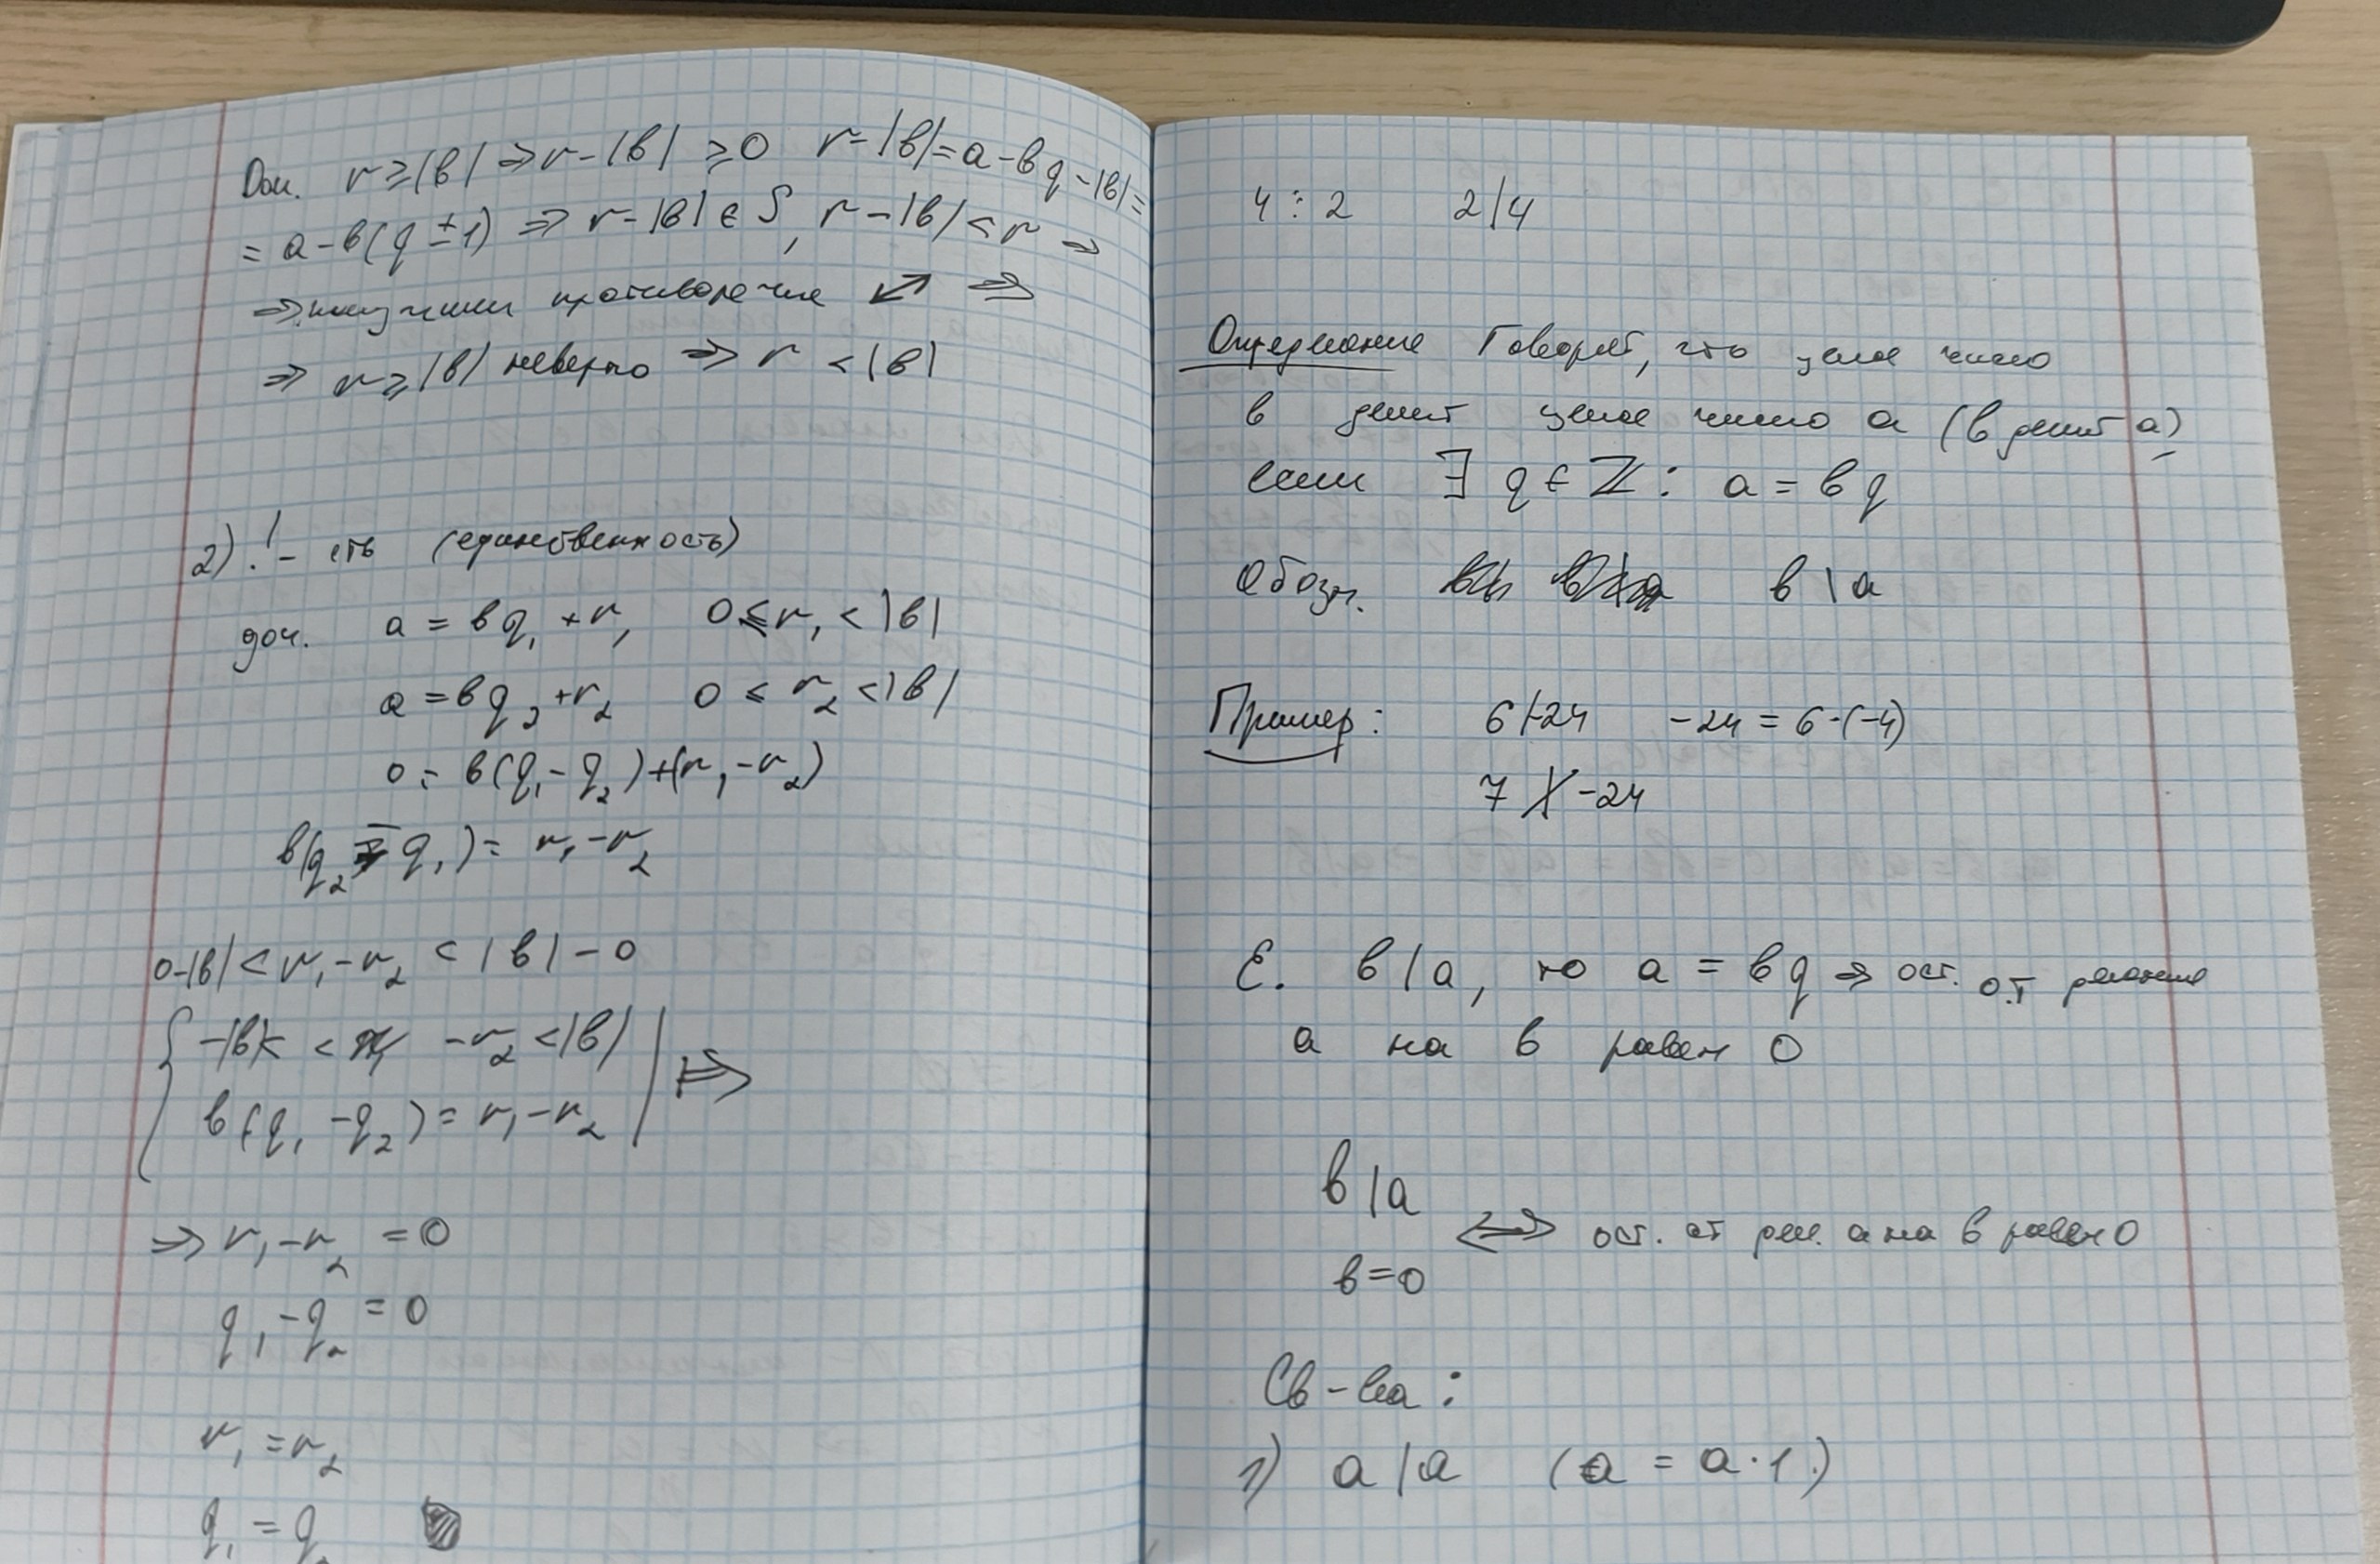 Доп. r ≥ |b| ⇒ r - |b| ≥ 0 r - |b| = a - bq - |b| =
= a - b(q ± 1) ⇒ r - |b| ∈ S, r - |b| < r ⇒
⇒ получили противоречие ↙↗ ⇒
⇒ r ≥ |b| неверно ⇒ r < |b|
2) !-сть (единственность)
доп. a = bq₁ + r₁ 0 ≤ r₁ < |b|
a = bq₂ + r₂ 0 ≤ r₂ < |b|
0 = b(q₁ - q₂) + (r₁ - r₂)
b(q₂ - q₁) = r₁ - r₂
0 - |b| < r₁ - r₂ < |b| - 0
-|b| < - r₂ < |b|
b(q₁ - q₂) = r₁ - r₂ ⇒
⇒ r₁ - r₂ = 0
q₁ - q₂ = 0
r₁ = r₂
q₁ = q
4 ⋮ 2 2 | 4
Определение Говорят, что целое число
b делит целое число a (b делит a),
если ∃ q ∈ ℤ : a = bq
Обозн. b | a
Пример: 6 | -24 -24 = 6·(-4)
7 ∤ -24
Е. b | a, то a = bq ⇒ ост. от деления
a на b равен 0
b | a
⇔ ост. от дел. a на b равен 0
b = 0
Св-ва:
1) a | a (a = a · 1.)